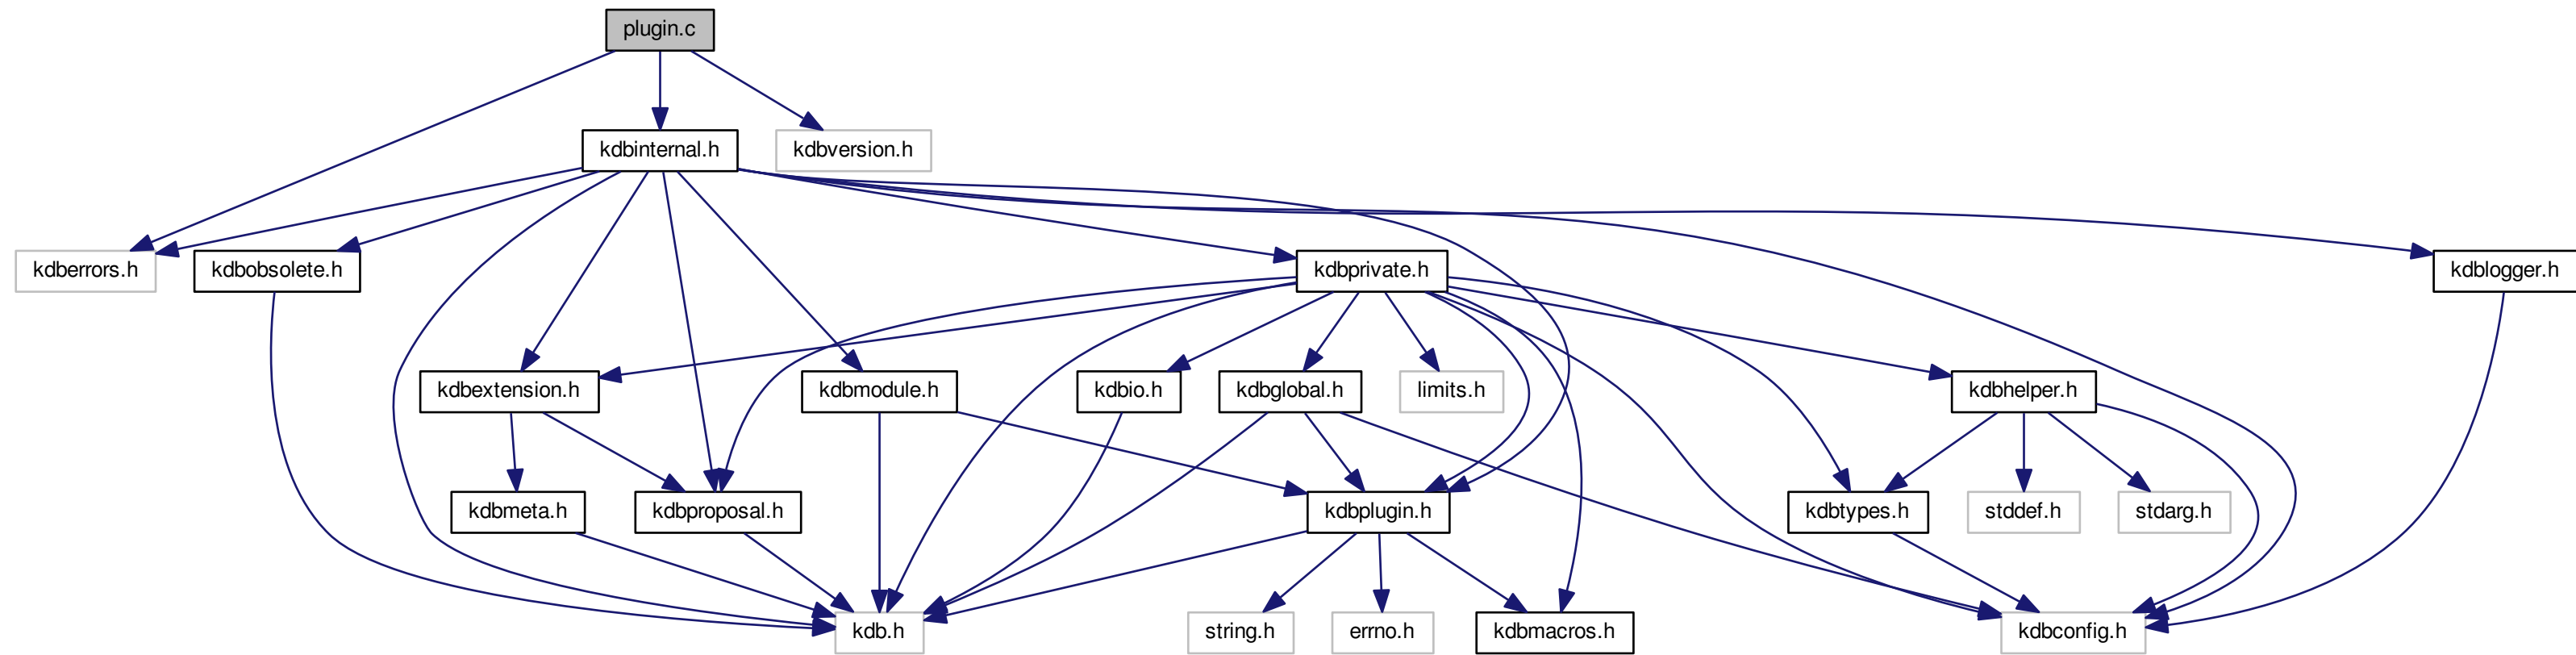 plugin.c
kdbinternal.h
kdbversion.h
kdberrors.h
kdbobsolete.h
kdbprivate.h
kdblogger.h
kdbextension.h
kdbmodule.h
kdbio.h
kdbglobal.h
limits.h
kdbhelper.h
kdbmeta.h
kdbproposal.h
kdbplugin.h
kdbtypes.h
stddef.h
stdarg.h
kdb.h
string.h
errno.h
kdbmacros.h
kdbconfig.h